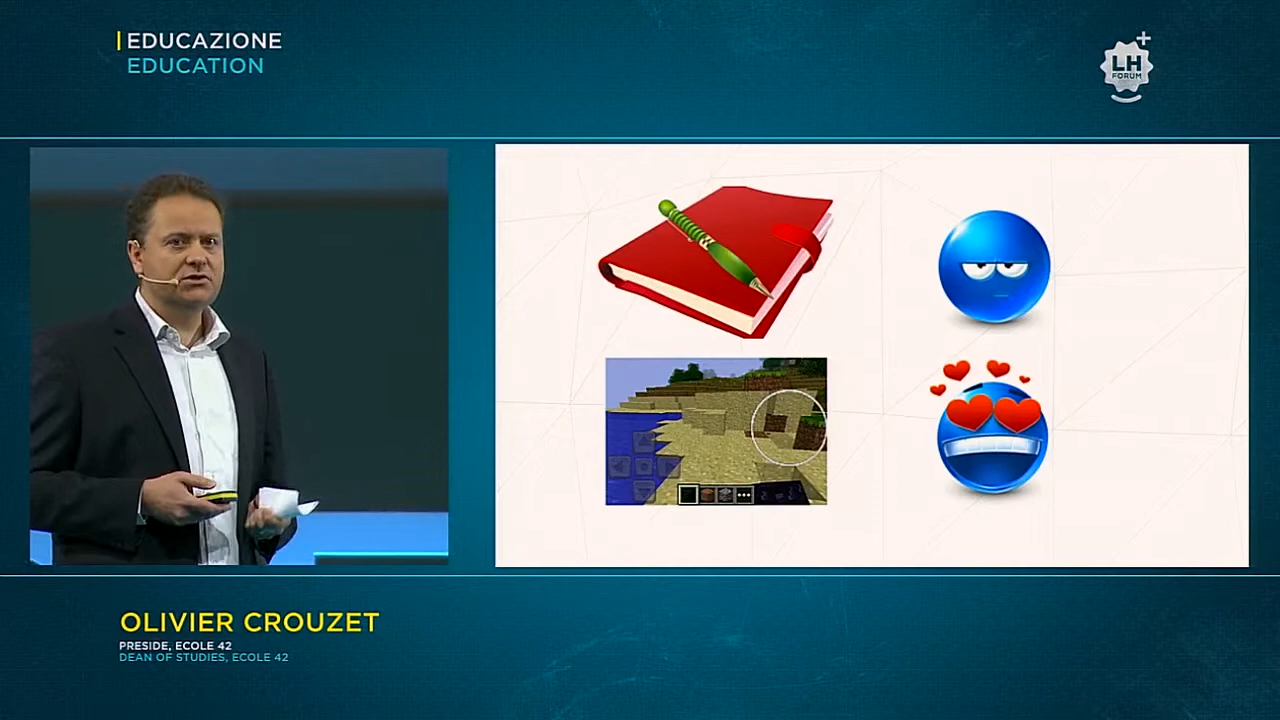 EDUCAZIONE
EDUCATION
LH
FORUM
OLIVIER CROUZET
PRESIDE, ECOLE 42
DEAN OF STUDIES, ECOLE 42